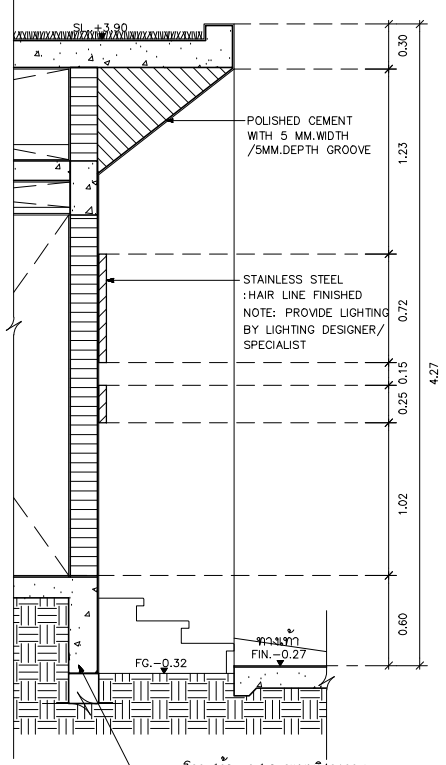 SL. +3.90
0.30
POLISHED CEMENT
WITH 5 MM.WIDTH
/5MM.DEPTH GROOVE
1.23
STAINLESS STEEL
:HAIR LINE FINISHED
NOTE: PROVIDE LIGHTING
BY LIGHTING DESIGNER/
SPECIALIST
0.72
0.15
4.27
0.25
1.02
0.60
ทางเท้า
FIN.-0.27
FG.-0.32